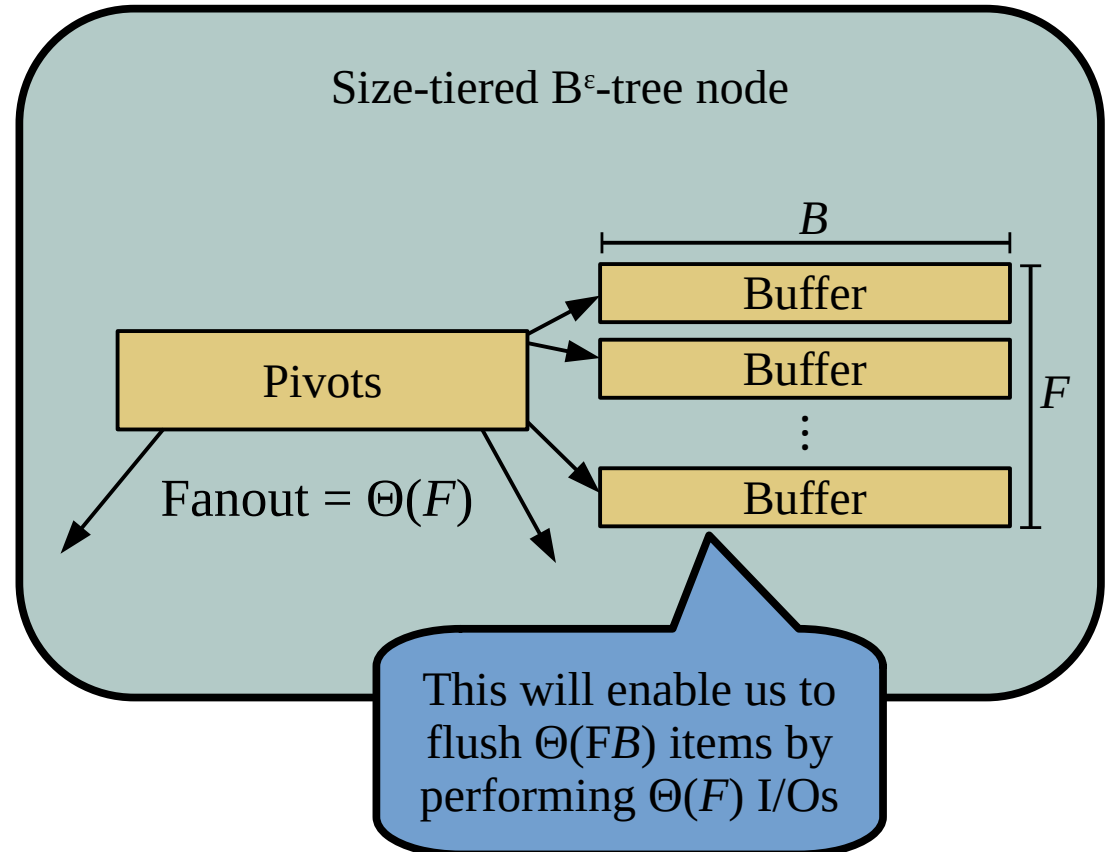 Size-tiered Bᵋ-tree node
B
Buffer
Buffer
Pivots
F
⋮
Buffer
Fanout = Θ(F)
This will enable us to
flush Θ(FB) items by
performing Θ(F) I/Os